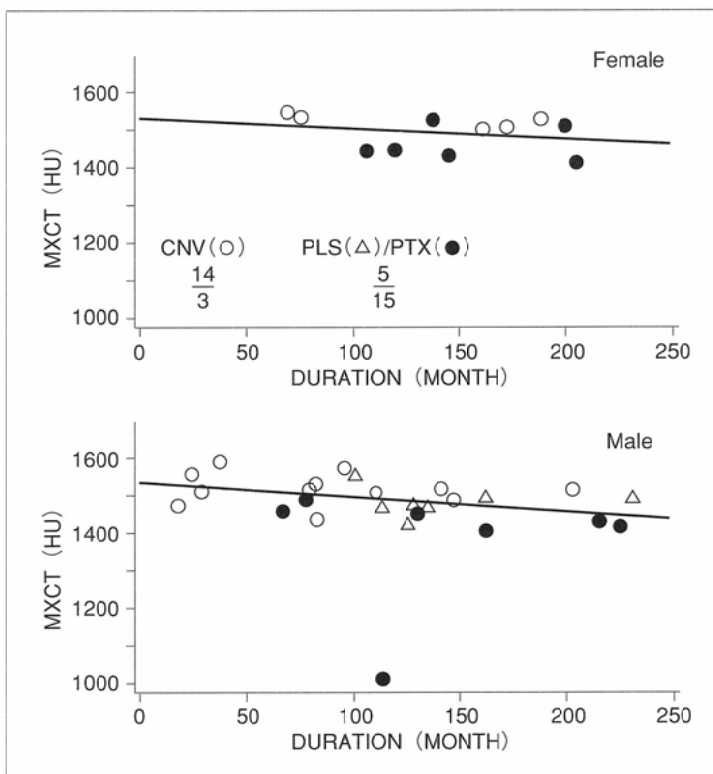 Female
1600
1400
1200
1000
MXCT (HU)
CNV(○) PLS(△)/PTX(●)
14 5
3 15
0 50 100 150 200 250
DURATION (MONTH)
Male
1600
1400
1200
1000
MXCT (HU)
0 50 100 150 200 250
DURATION (MONTH)